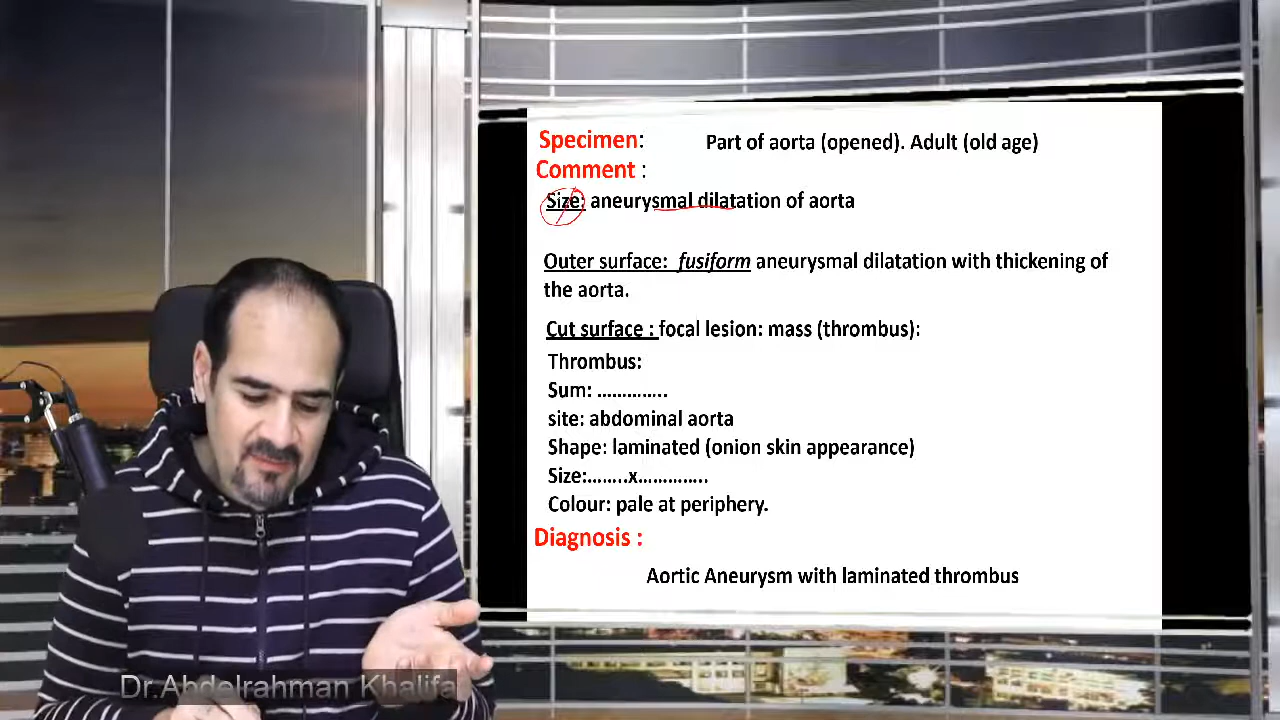 Specimen: Part of aorta (opened). Adult (old age)
Comment :
Size: aneurysmal dilatation of aorta
Outer surface: fusiform aneurysmal dilatation with thickening of
the aorta.
Cut surface : focal lesion: mass (thrombus):
Thrombus:
Sum: .............
site: abdominal aorta
Shape: laminated (onion skin appearance)
Size:........x.............
Colour: pale at periphery.
Diagnosis :
Aortic Aneurysm with laminated thrombus
Dr.Abdelrahman Khalifa